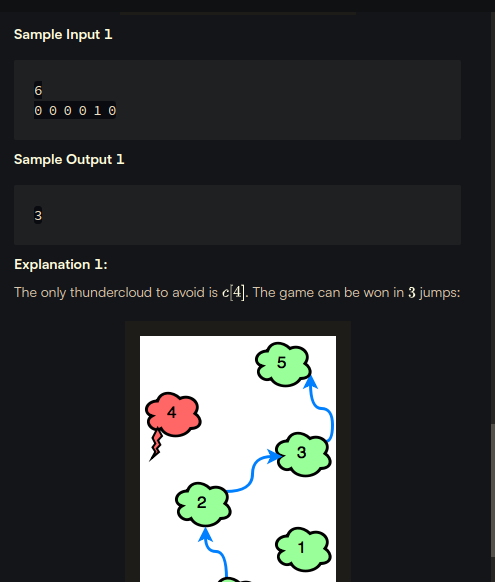 Sample Input 1
6
0 0 0 0 1 0
Sample Output 1
3
Explanation 1:
The only thundercloud to avoid is c[4]. The game can be won in 3 jumps:
5
4
3
2
1